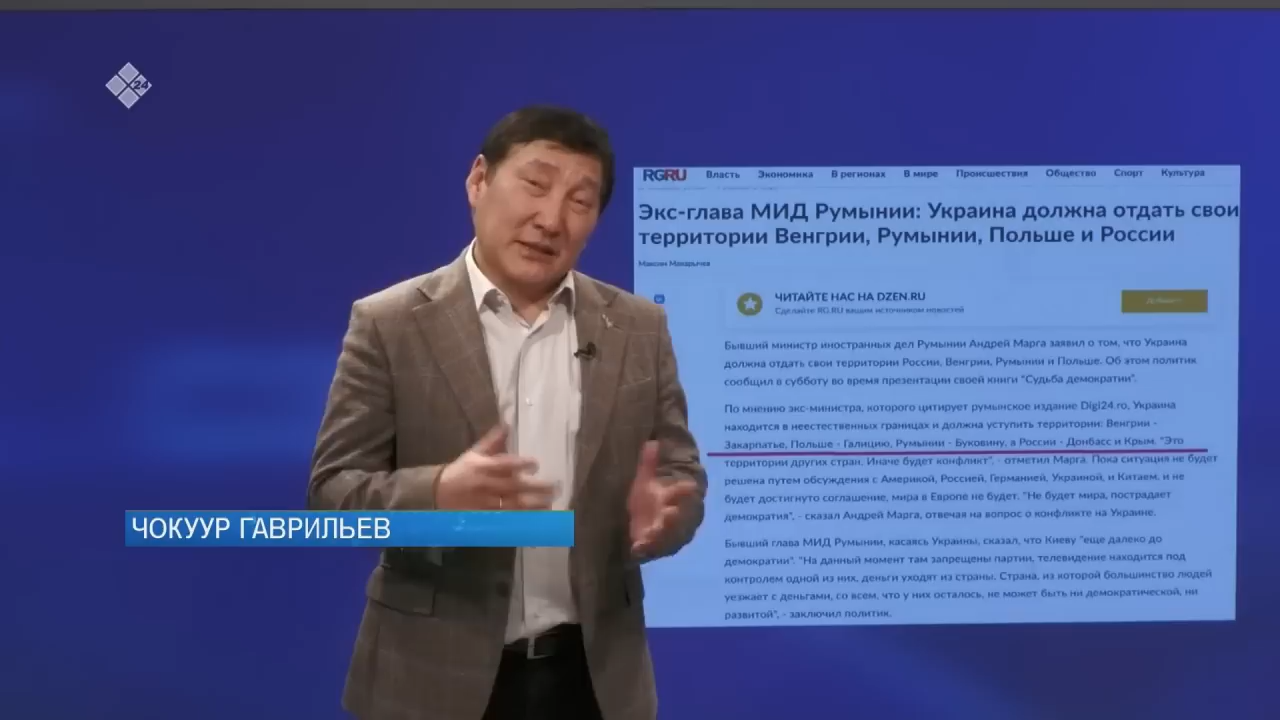 24
RGRU Власть Экономика В регионах В мире Происшествия Общество Спорт Культура
Экс-глава МИД Румынии: Украина должна отдать свои
территории Венгрии, Румынии, Польше и России
Максим Макарычев
ЧИТАЙТЕ НАС НА DZEN.RU
Сделайте RG.RU вашим источником новостей
Бывший министр иностранных дел Румынии Андрей Марга заявил о том, что Украина
должна отдать свои территории России, Венгрии, Румынии и Польше. Об этом политик
сообщил в субботу во время презентации своей книги "Судьба демократии".
По мнению экс-министра, которого цитирует румынское издание Digi24.ro, Украина
находится в неестественных границах и должна уступить территории: Венгрии -
Закарпатье, Польше - Галицию, Румынии - Буковину, а России - Донбасс и Крым. "Это
территории других стран. Иначе будет конфликт", - отметил Марга. Пока ситуация не будет
решена путем обсуждения с Америкой, Россией, Германией, Украиной, и Китаем, и не
будет достигнуто соглашение, мира в Европе не будет. "Не будет мира, пострадает
демократия", - сказал Андрей Марга, отвечая на вопрос о конфликте на Украине.
ЧОКУУР ГАВРИЛЬЕВ
Бывший глава МИД Румынии, касаясь Украины, сказал, что Киеву "еще далеко до
демократии". "На данный момент там запрещены партии, телевидение находится под
контролем одной из них, деньги уходят из страны. Страна, из которой большинство людей
уезжает с деньгами, со всем, что у них осталось, не может быть ни демократической, ни
развитой", - заключил политик.